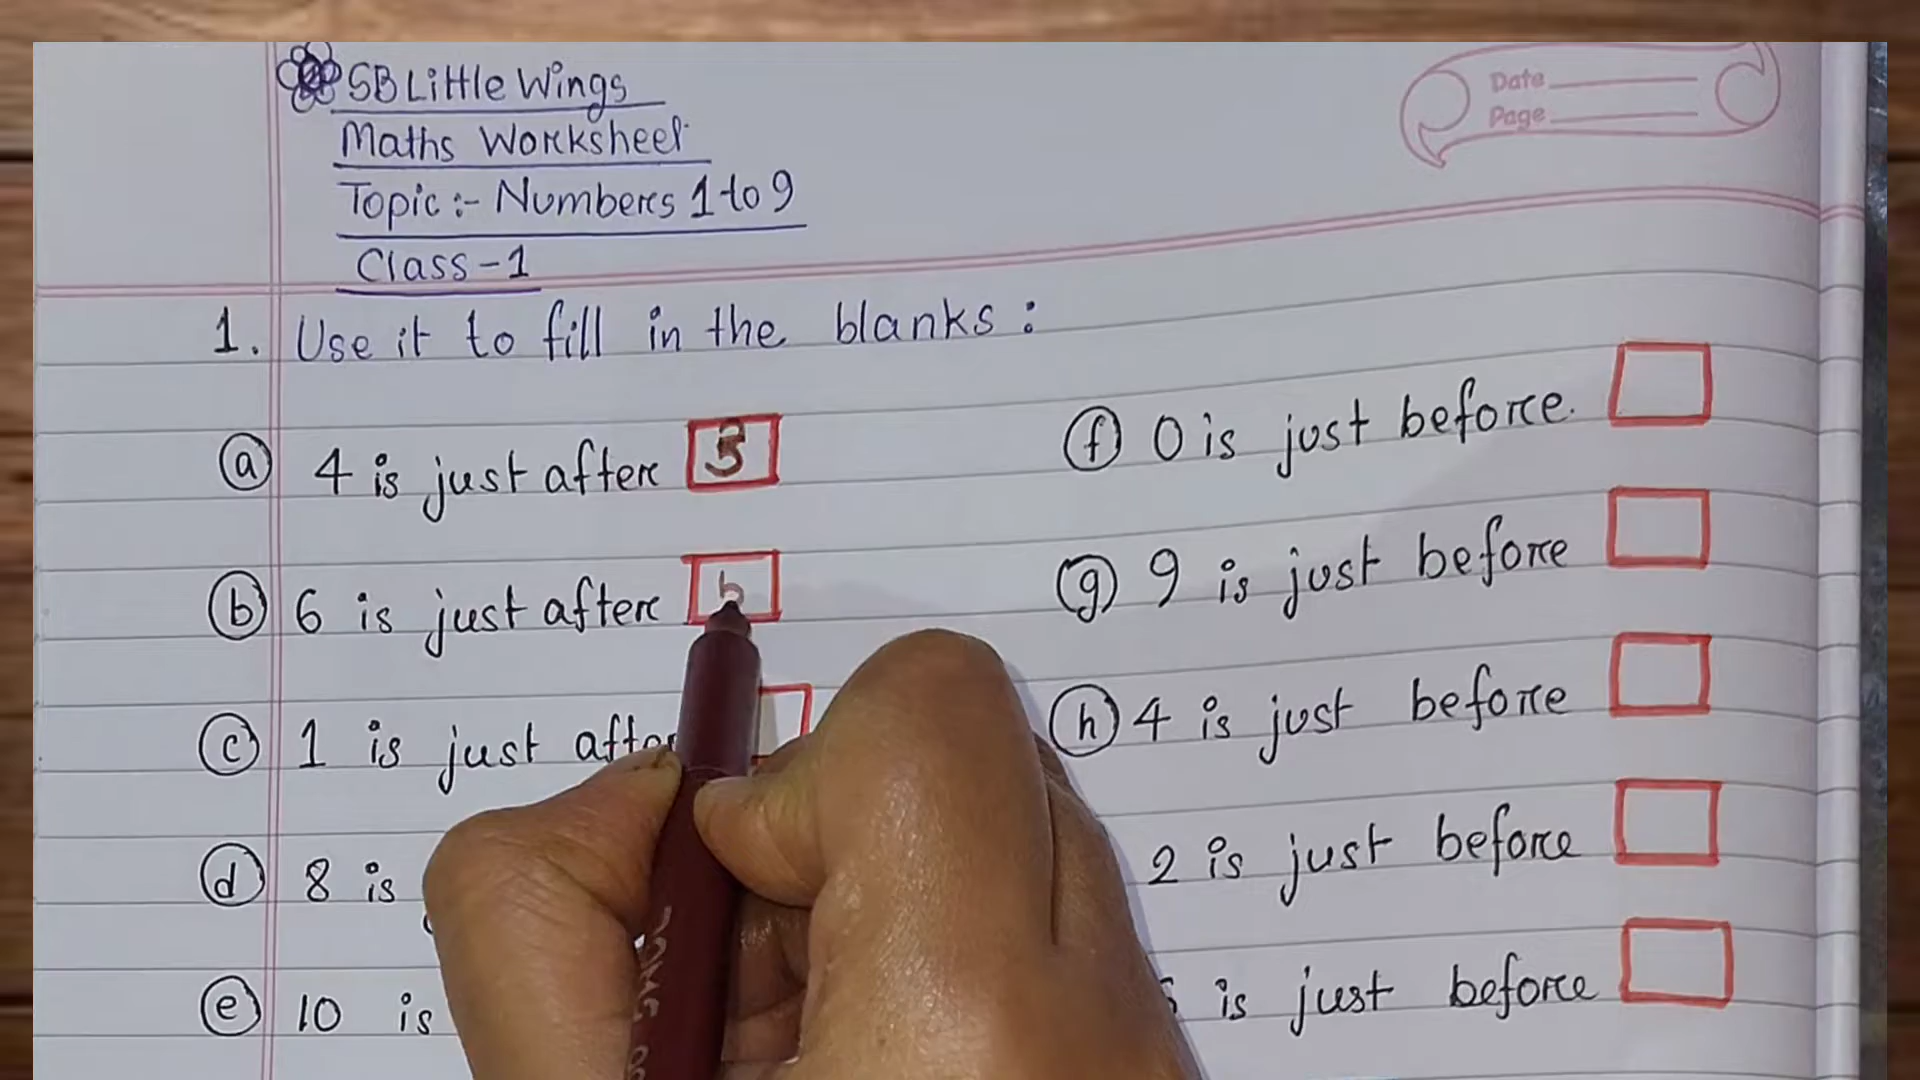 SB Little Wings
Maths Worksheet
Topic :- Numbers 1 to 9
Class - 1
Date
Page
1. Use it to fill in the blanks :
a 4 is just after 3
b 6 is just after
c 1 is just after
d 8 is
e 10 is
f 0 is just before.
g 9 is just before
h 4 is just before
2 is just before
is just before